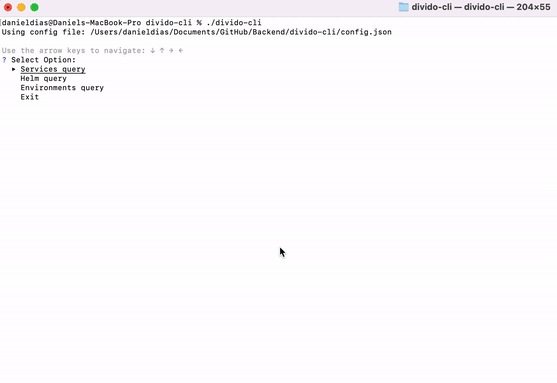 divido-cli — divido-cli — 204×55
danieldias@Daniels-MacBook-Pro divido-cli % ./divido-cli
Using config file: /Users/danieldias/Documents/GitHub/Backend/divido-cli/config.json
Use the arrow keys to navigate: ↓ ↑ → ←
? Select Option:
▸ Services query
Helm query
Environments query
Exit